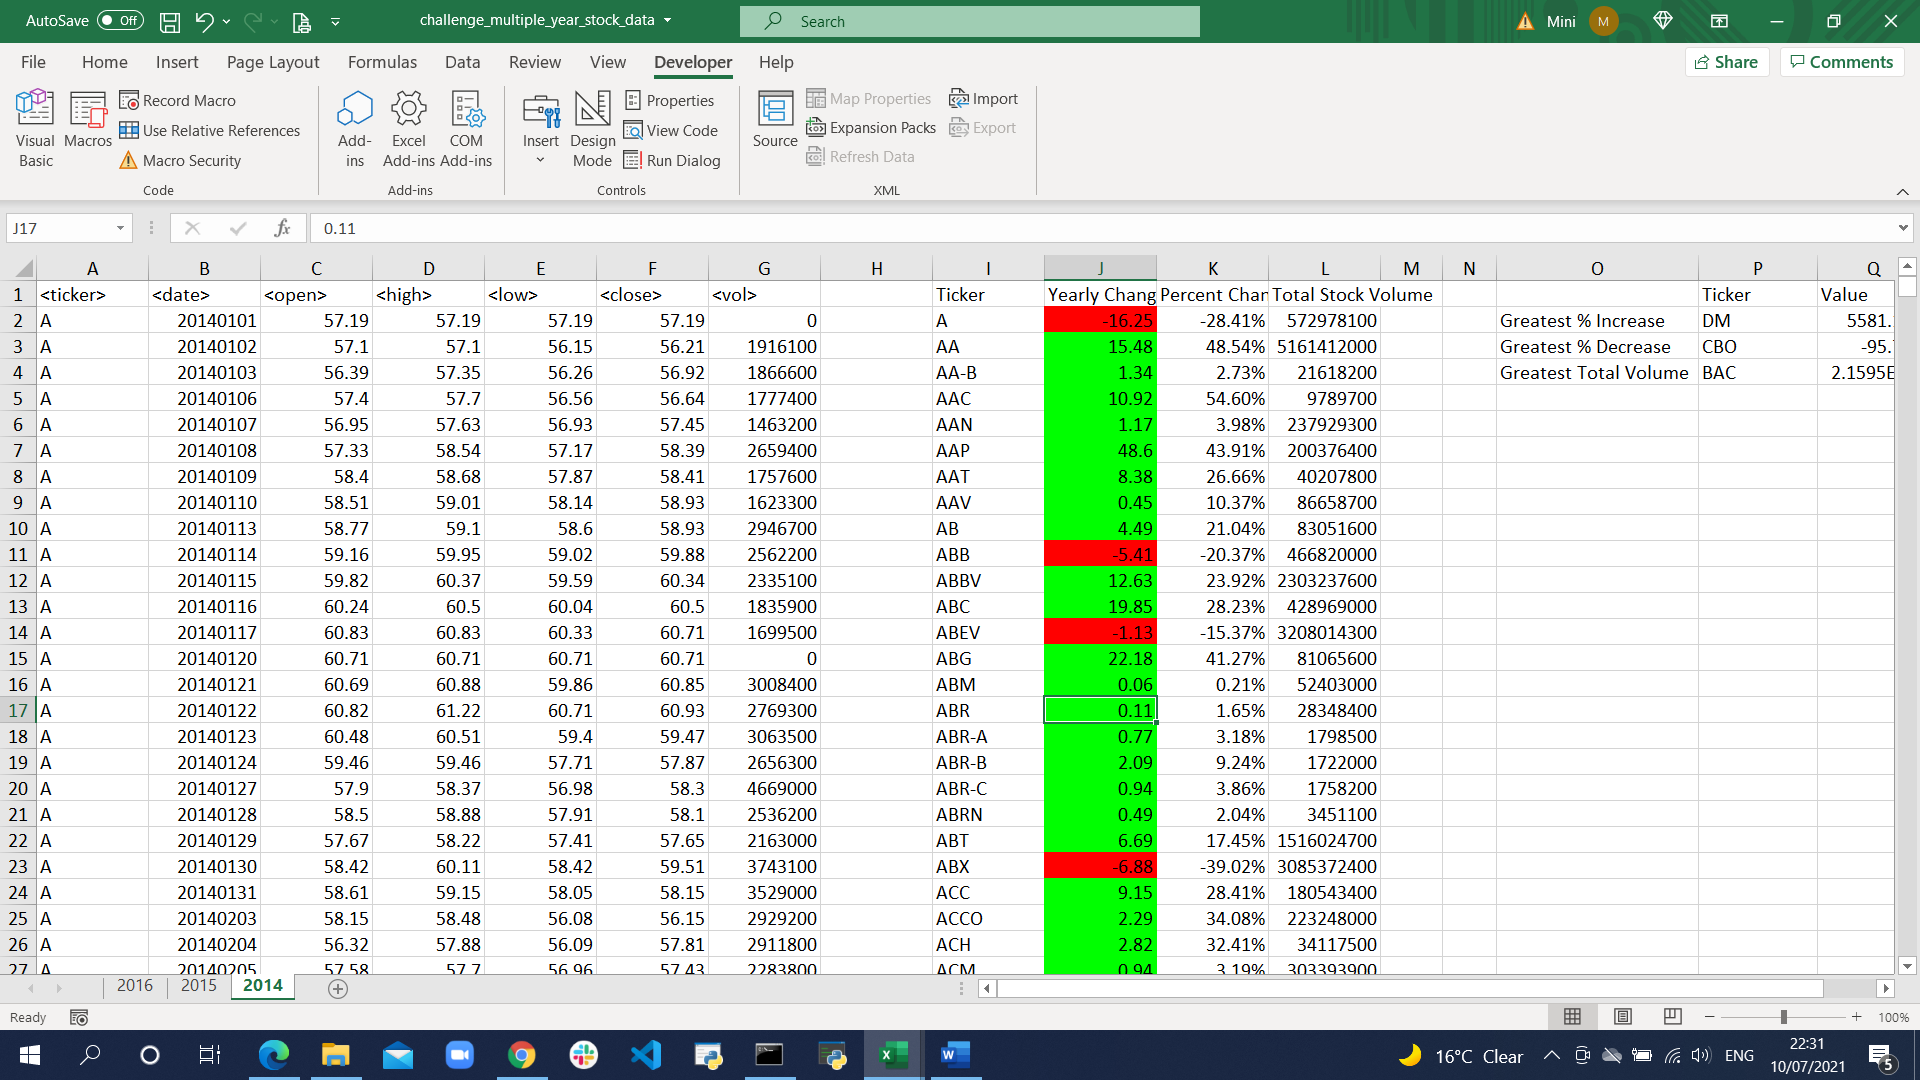 AutoSave Off challenge_multiple_year_stock_data Search Mini M
File Home Insert Page Layout Formulas Data Review View Developer Help Share Comments
Visual Basic Macros Record Macro Use Relative References Macro Security Code
Add-ins Excel Add-ins COM Add-ins Add-ins
Insert Design Mode Properties View Code Run Dialog Controls
Source Map Properties Expansion Packs Refresh Data Import Export XML
J17 fx 0.11
A B C D E F G H I J K L M N O P Q
1 <ticker> <date> <open> <high> <low> <close> <vol> Ticker Yearly Chang Percent Chan Total Stock Volume Ticker Value
2 A 20140101 57.19 57.19 57.19 57.19 0 A -16.25 -28.41% 572978100 Greatest % Increase DM 5581.
3 A 20140102 57.1 57.1 56.15 56.21 1916100 AA 15.48 48.54% 5161412000 Greatest % Decrease CBO -95.
4 A 20140103 56.39 57.35 56.26 56.92 1866600 AA-B 1.34 2.73% 21618200 Greatest Total Volume BAC 2.1595E
5 A 20140106 57.4 57.7 56.56 56.64 1777400 AAC 10.92 54.60% 9789700
6 A 20140107 56.95 57.63 56.93 57.45 1463200 AAN 1.17 3.98% 237929300
7 A 20140108 57.33 58.54 57.17 58.39 2659400 AAP 48.6 43.91% 200376400
8 A 20140109 58.4 58.68 57.87 58.41 1757600 AAT 8.38 26.66% 40207800
9 A 20140110 58.51 59.01 58.14 58.93 1623300 AAV 0.45 10.37% 86658700
10 A 20140113 58.77 59.1 58.6 58.93 2946700 AB 4.49 21.04% 83051600
11 A 20140114 59.16 59.95 59.02 59.88 2562200 ABB -5.41 -20.37% 466820000
12 A 20140115 59.82 60.37 59.59 60.34 2335100 ABBV 12.63 23.92% 2303237600
13 A 20140116 60.24 60.5 60.04 60.5 1835900 ABC 19.85 28.23% 428969000
14 A 20140117 60.83 60.83 60.33 60.71 1699500 ABEV -1.13 -15.37% 3208014300
15 A 20140120 60.71 60.71 60.71 60.71 0 ABG 22.18 41.27% 81065600
16 A 20140121 60.69 60.88 59.86 60.85 3008400 ABM 0.06 0.21% 52403000
17 A 20140122 60.82 61.22 60.71 60.93 2769300 ABR 0.11 1.65% 28348400
18 A 20140123 60.48 60.51 59.4 59.47 3063500 ABR-A 0.77 3.18% 1798500
19 A 20140124 59.46 59.46 57.71 57.87 2656300 ABR-B 2.09 9.24% 1722000
20 A 20140127 57.9 58.37 56.98 58.3 4669000 ABR-C 0.94 3.86% 1758200
21 A 20140128 58.5 58.88 57.91 58.1 2536200 ABRN 0.49 2.04% 3451100
22 A 20140129 57.67 58.22 57.41 57.65 2163000 ABT 6.69 17.45% 1516024700
23 A 20140130 58.42 60.11 58.42 59.51 3743100 ABX -6.88 -39.02% 3085372400
24 A 20140131 58.61 59.15 58.05 58.15 3529000 ACC 9.15 28.41% 180543400
25 A 20140203 58.15 58.48 56.08 56.15 2929200 ACCO 2.29 34.08% 223248000
26 A 20140204 56.32 57.88 56.09 57.81 2911800 ACH 2.82 32.41% 34117500
27 A 20140205 57.58 57.7 56.96 57.43 2283800 ACM 0.94 3.19% 303393900
2016 2015 2014
Ready 100%
16°C Clear ENG 22:31
10/07/2021 5